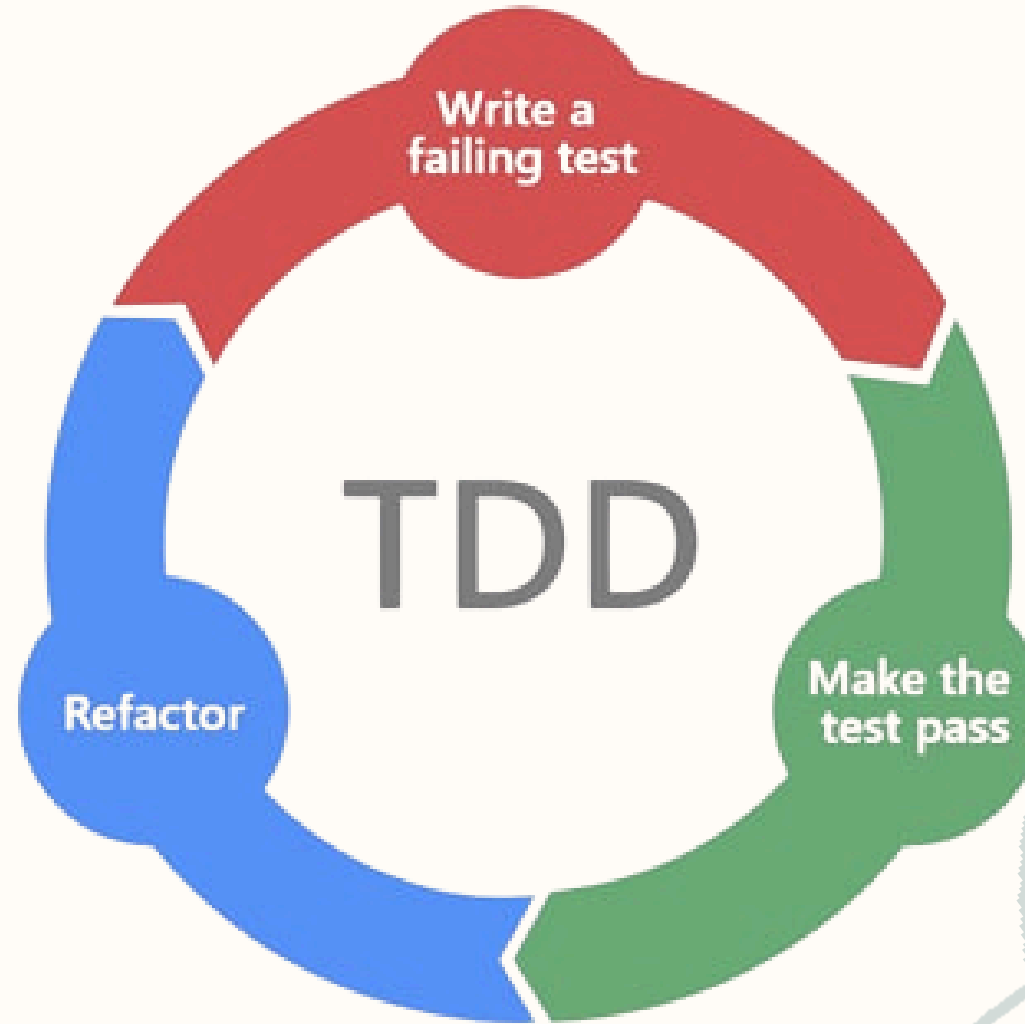 Write a
failing test
TDD
Make the
test pass
Refactor